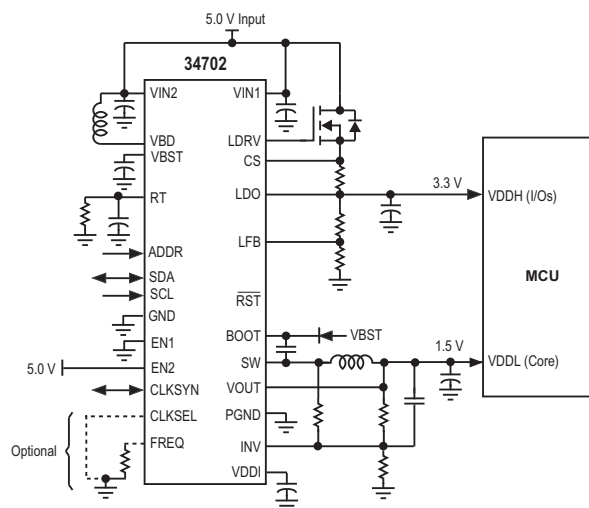 5.0 V Input
34702
VIN2
VIN1
VBD
LDRV
VBST
CS
RT
LDO
3.3 V
VDDH (I/Os)
LFB
ADDR
MCU
SDA
SCL
RST
GND
BOOT
VBST
EN1
SW
1.5 V
VDDL (Core)
5.0 V
EN2
VOUT
CLKSYN
CLKSEL
PGND
Optional
FREQ
INV
VDDI